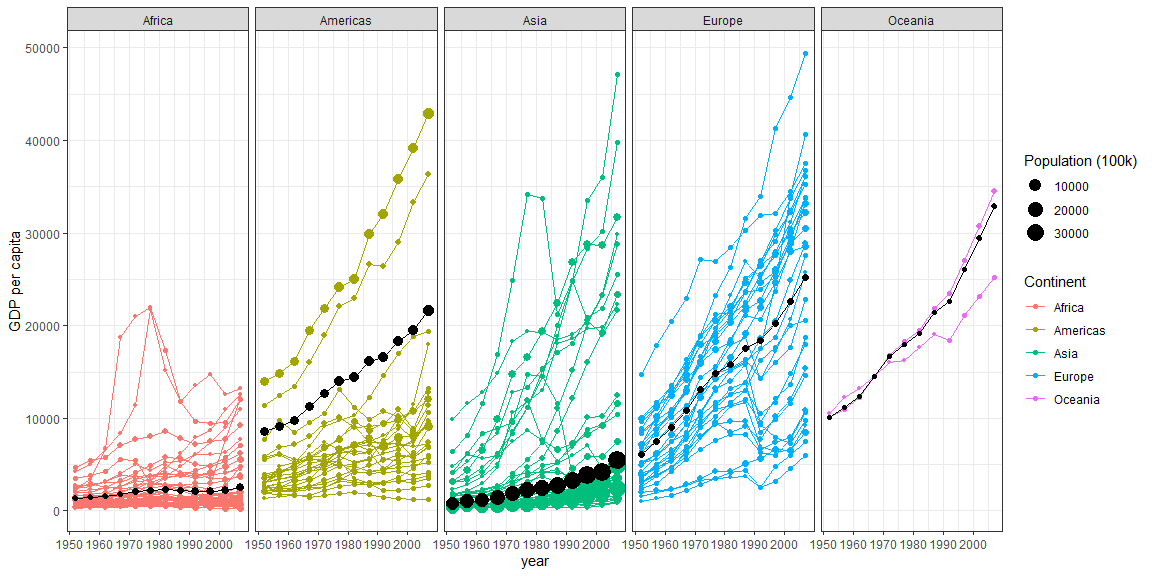 Africa
Americas
Asia
Europe
Oceania
GDP per capita
50000
40000
30000
20000
10000
0
1950 1960 1970 1980 1990 2000
1950 1960 1970 1980 1990 2000
1950 1960 1970 1980 1990 2000
1950 1960 1970 1980 1990 2000
1950 1960 1970 1980 1990 2000
year
Population (100k)
10000
20000
30000
Continent
Africa
Americas
Asia
Europe
Oceania